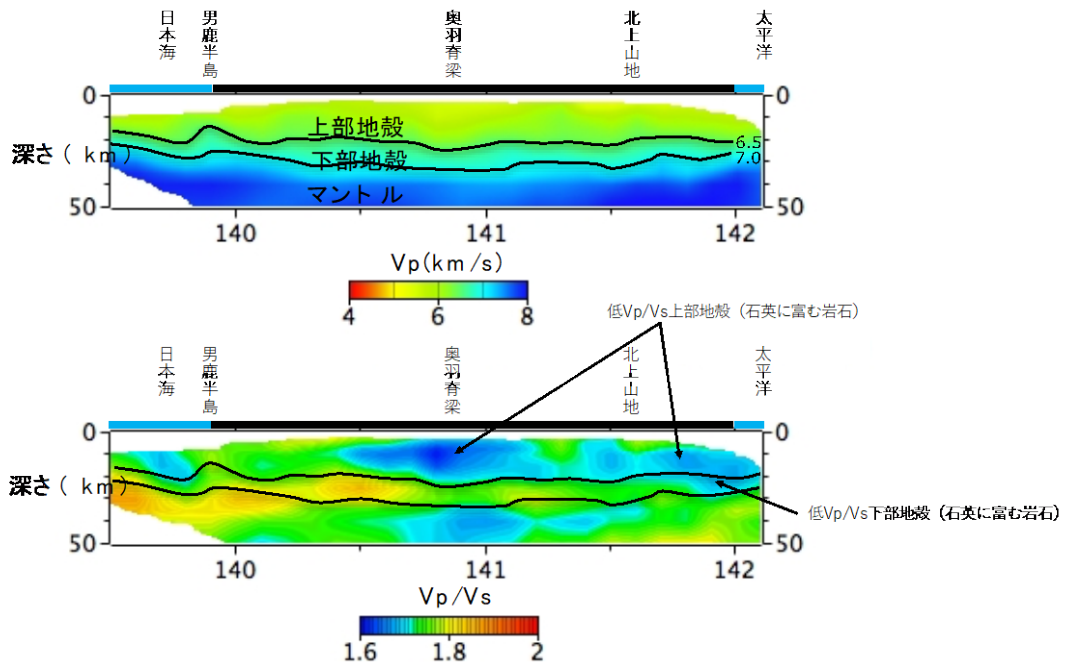 日本海
男鹿半島
奥羽脊梁
北上山地
太平洋
0
0
上部地殻
6.5
深さ（ km）
下部地殻
7.0
マントル
50
50
140
141
142
Vp(km/s)
4
6
8
低Vp/Vs上部地殻（石英に富む岩石）
日本海
男鹿半島
奥羽脊梁
北上山地
太平洋
0
0
深さ（ km）
低Vp/Vs下部地殻（石英に富む岩石）
50
50
140
141
142
Vp/Vs
1.6
1.8
2